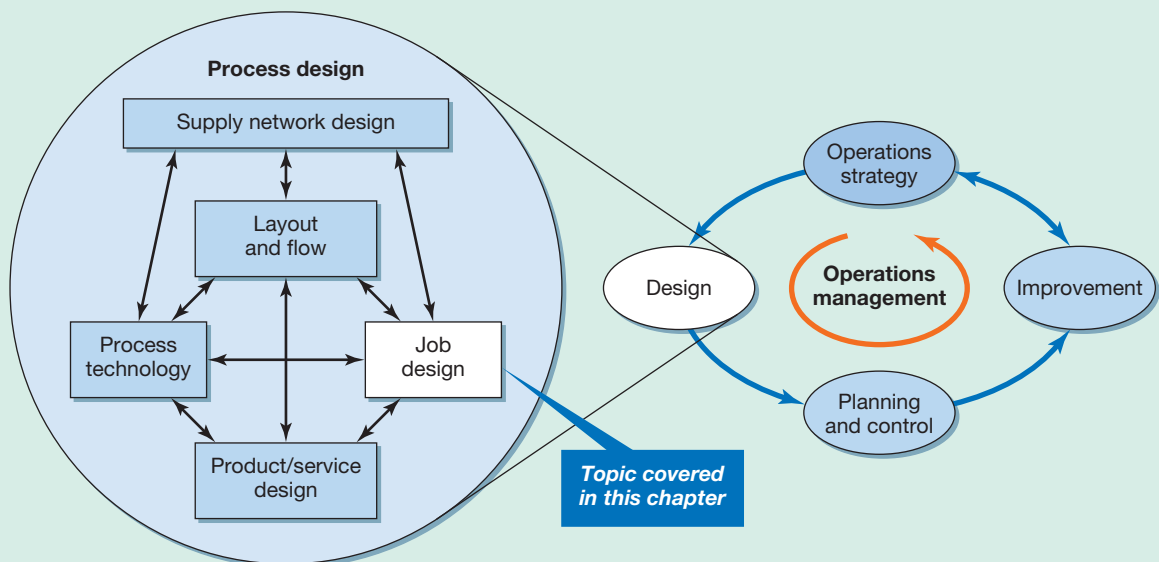 Process design
Supply network design
Layout
and flow
Process
technology
Job
design
Product/service
design
Topic covered
in this chapter
Operations
strategy
Design
Operations
management
Improvement
Planning
and control